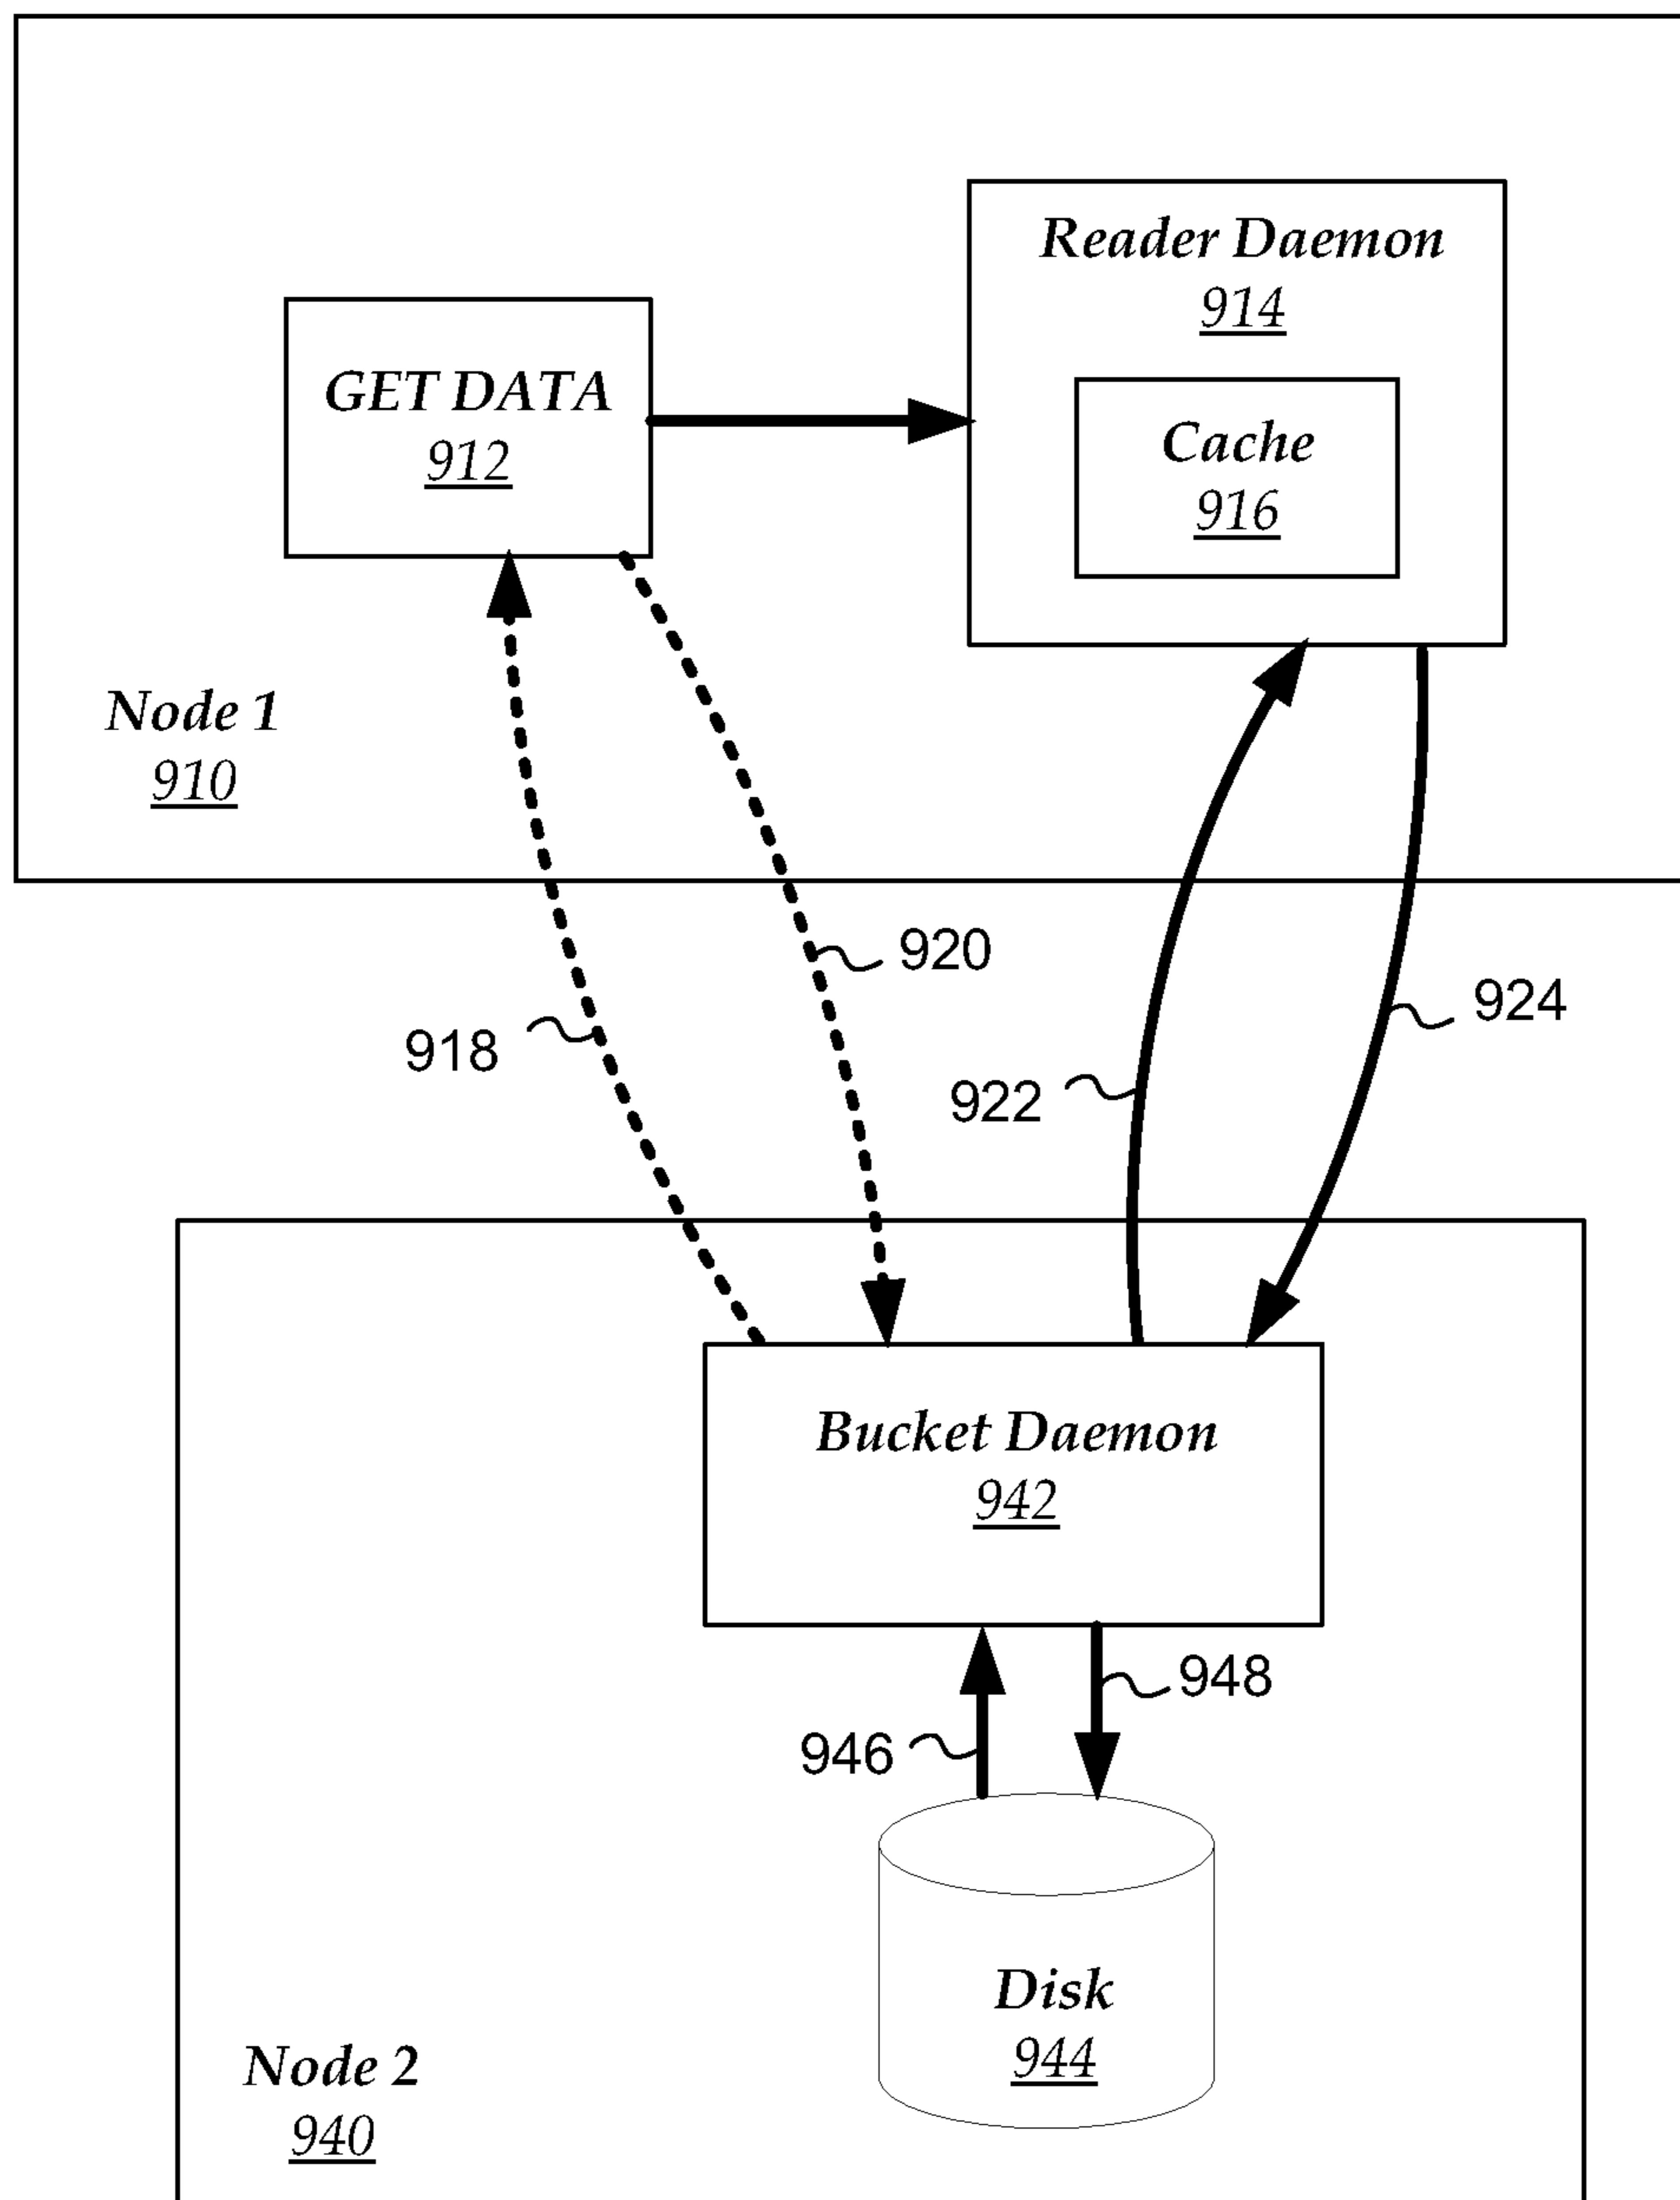 Reader Daemon
914
GET DATA
912
Cache
916
Node 1
910
920
924
918
922
Bucket Daemon
942
948
946
Disk
944
Node 2
940